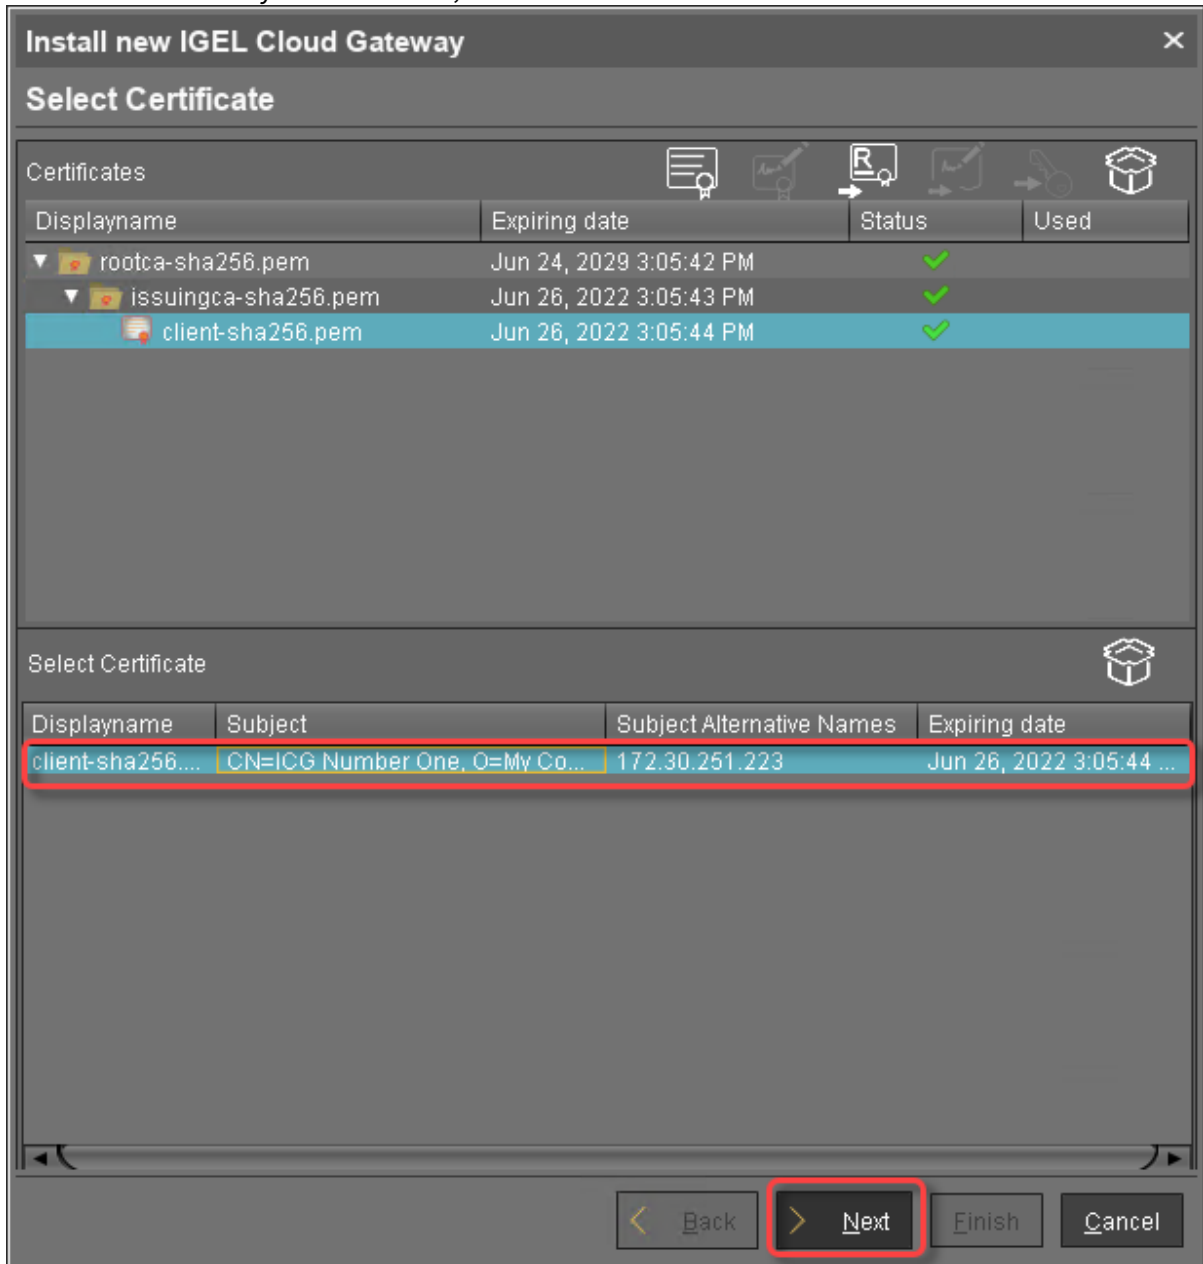 Install new IGEL Cloud Gateway
Select Certificate
Certificates
Displayname Expiring date Status Used
rootca-sha256.pem Jun 24, 2029 3:05:42 PM
issuingca-sha256.pem Jun 26, 2022 3:05:43 PM
client-sha256.pem Jun 26, 2022 3:05:44 PM
Select Certificate
Displayname Subject Subject Alternative Names Expiring date
client-sha256.... CN=ICG Number One, O=My Co... 172.30.251.223 Jun 26, 2022 3:05:44 ...
Back Next Finish Cancel